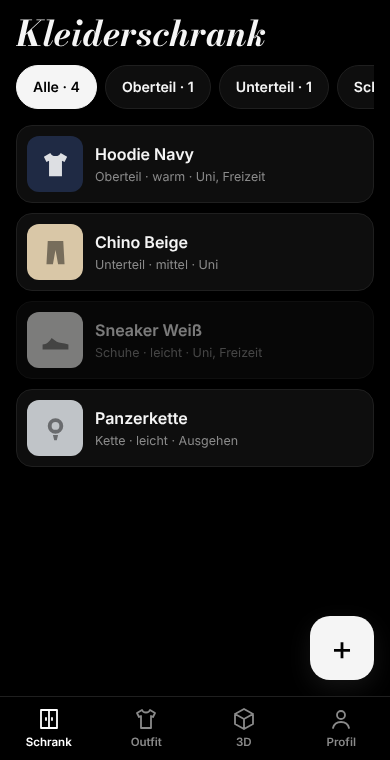 Kleiderschrank
Alle · 4
Oberteil · 1
Unterteil · 1
Hoodie Navy
Oberteil · warm · Uni, Freizeit
Chino Beige
Unterteil · mittel · Uni
Sneaker Weiß
Schuhe · leicht · Uni, Freizeit
Panzerkette
Kette · leicht · Ausgehen
+
Schrank
Outfit
3D
Profil